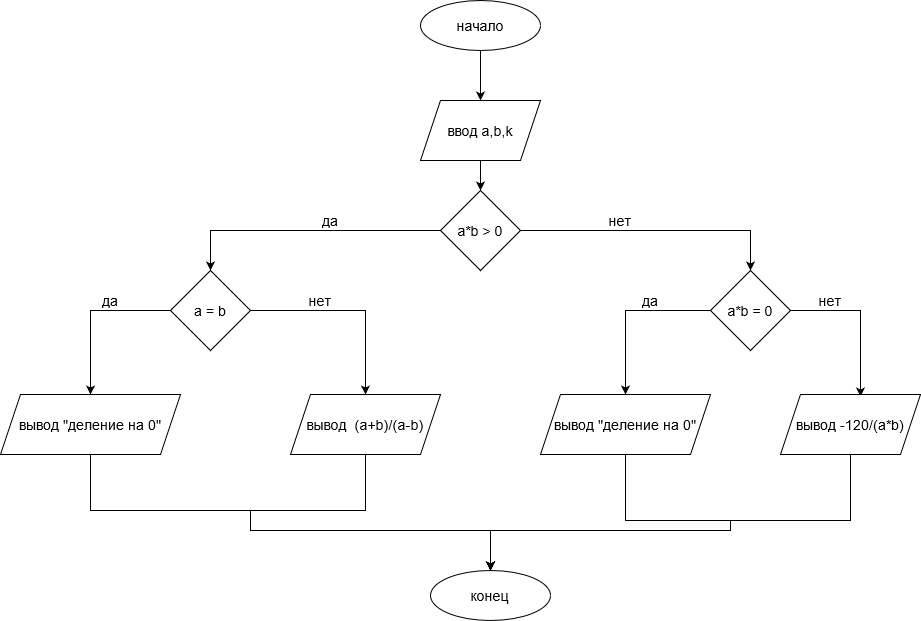 начало
ввод a,b,k
a*b > 0
да
нет
a = b
да
нет
a*b = 0
да
нет
вывод "деление на 0"
вывод (a+b)/(a-b)
вывод "деление на 0"
вывод -120/(a*b)
конец